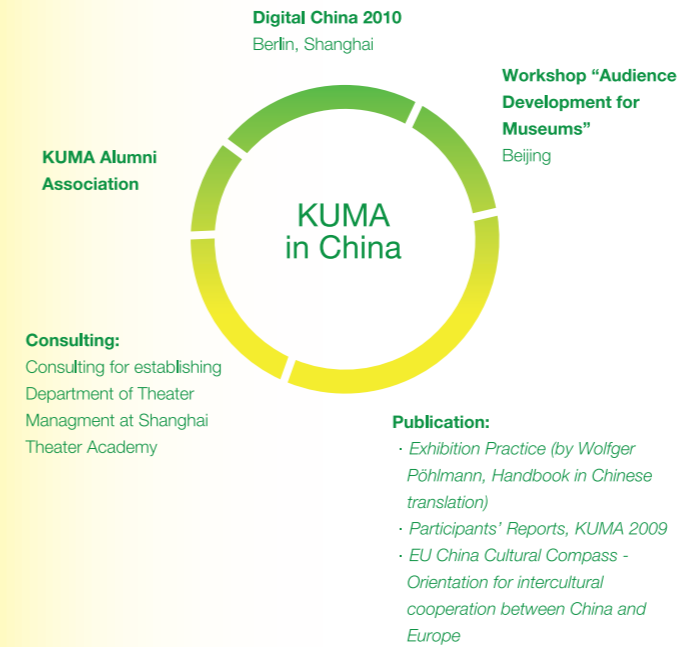 Digital China 2010
Berlin, Shanghai
Workshop “Audience
Development for
Museums”
Beijing
KUMA Alumni
Association
KUMA
in China
Consulting:
Consulting for establishing
Department of Theater
Managment at Shanghai
Theater Academy
Publication:
· Exhibition Practice (by Wolfger
Pöhlmann, Handbook in Chinese
translation)
· Participants’ Reports, KUMA 2009
· EU China Cultural Compass -
Orientation for intercultural
cooperation between China and
Europe